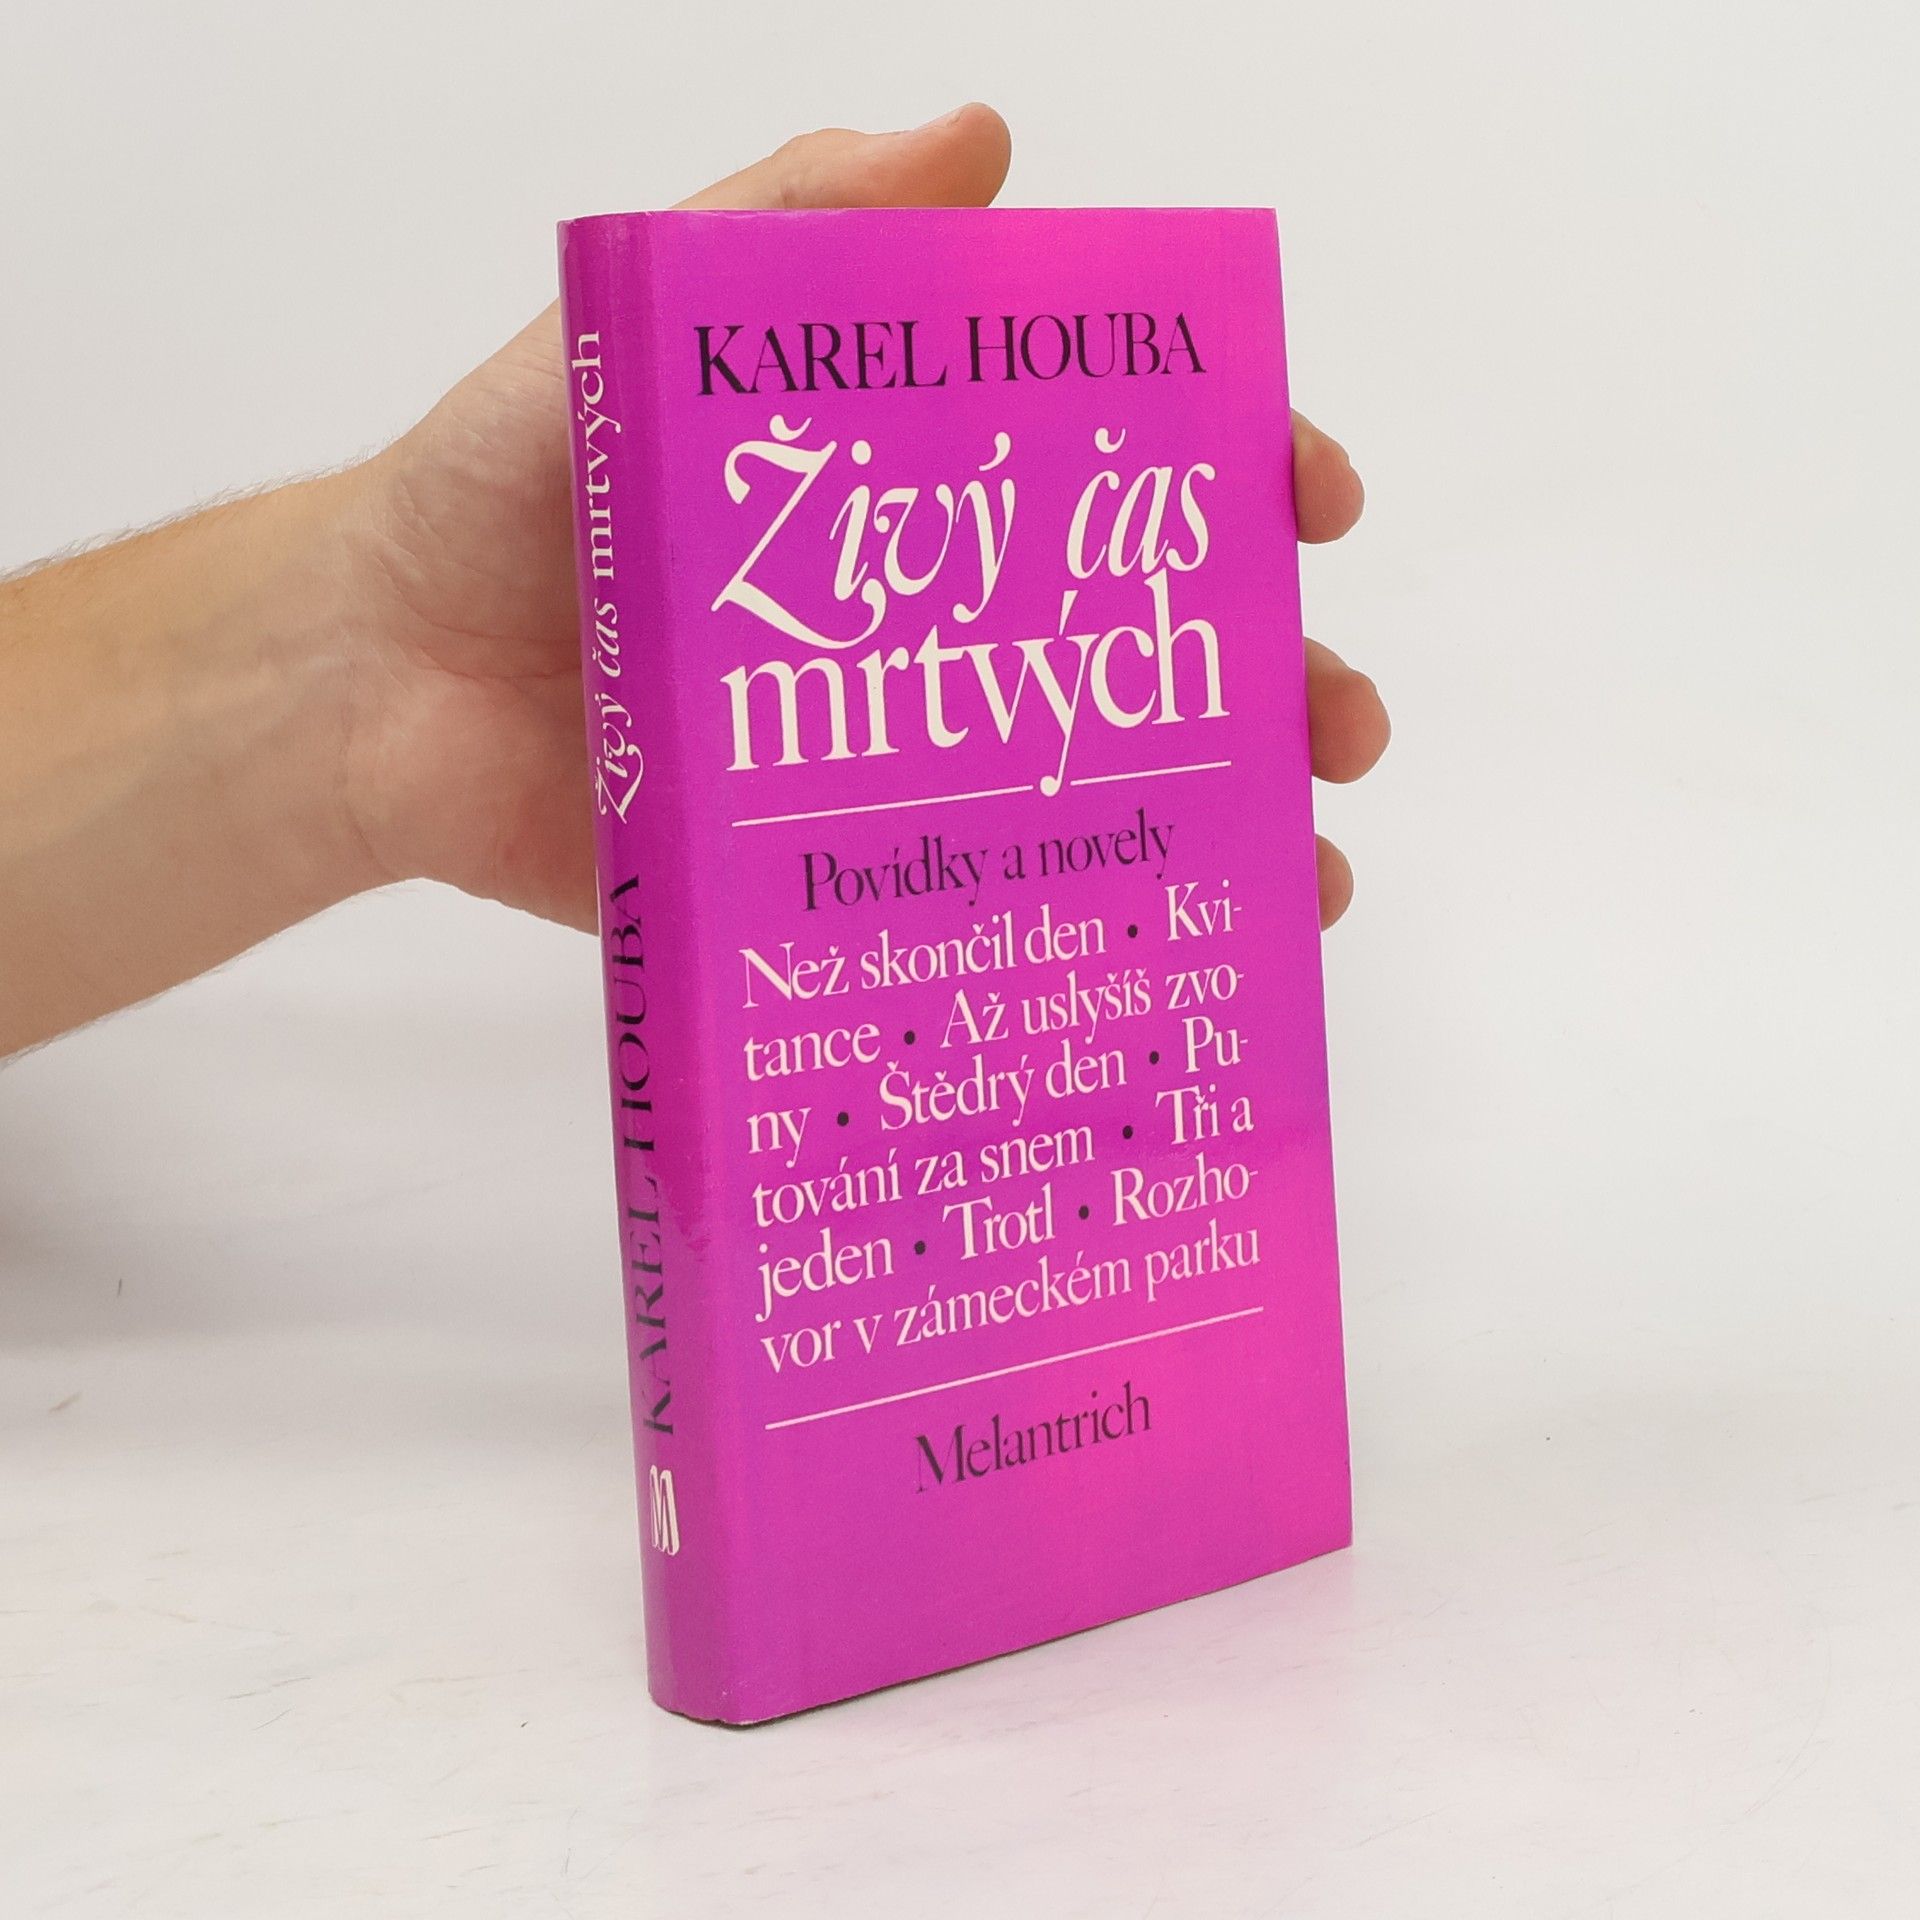 KAREL HOUBA
Živý čas
mrtvých
Povídky a novely
Než skončil den • Kvi-
tance • Až uslyšíš zvo-
ny • Štědrý den • Pu-
tování za snem • Tři a
jeden • Trotl • Rozho-
vor v zámeckém parku
Melantrich
M KAREL HOUBA Živý čas mrtvých